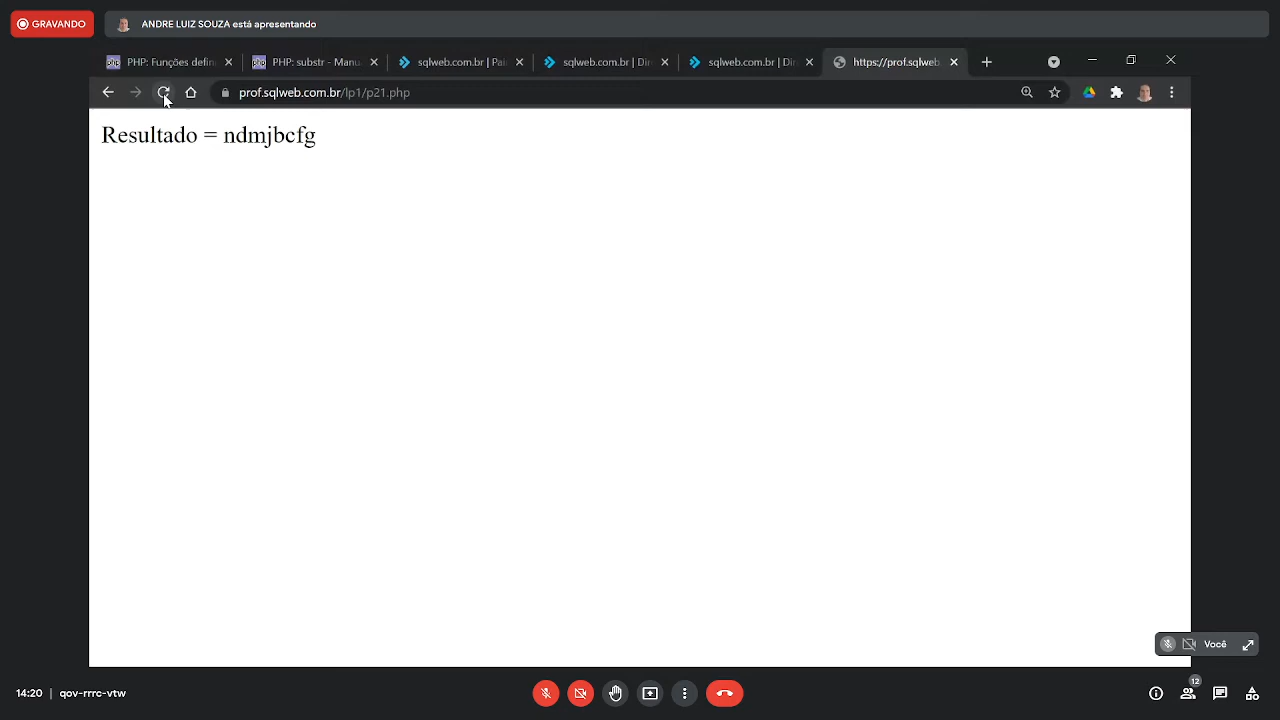 GRAVANDO
ANDRE LUIZ SOUZA está apresentando
php PHP: Funções defin
php PHP: substr - Manu
sqlweb.com.br | Pai
sqlweb.com.br | Di
sqlweb.com.br | Di
https://prof.sqlweb
prof.sqlweb.com.br/lp1/p21.php
Resultado = ndmjbcfg
Você
14:20 | qov-rrrc-vtw
12